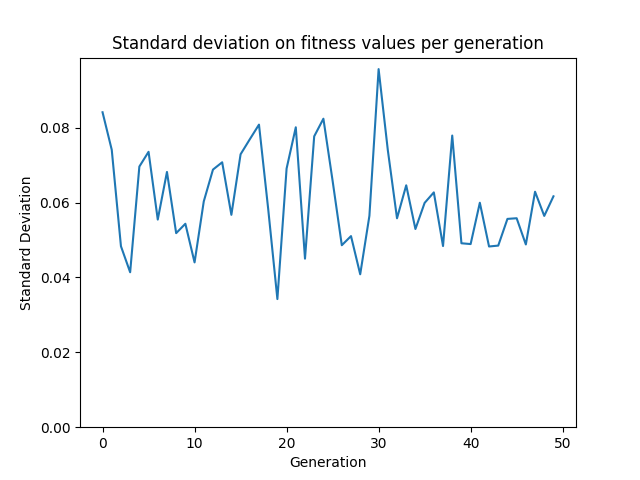 Standard deviation on fitness values per generation
Standard Deviation
0.08
0.06
0.04
0.02
0.00
0 10 20 30 40 50
Generation